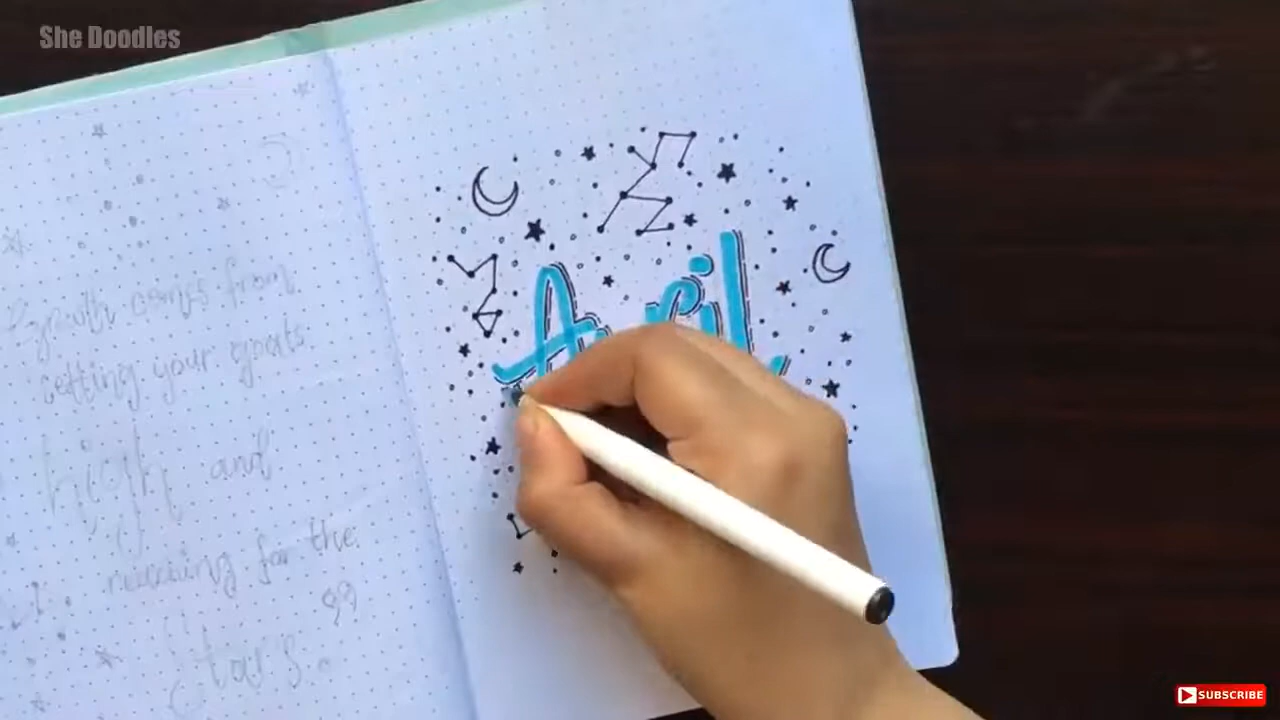 She Doodles
growth comes from
setting your goals
high and
reaching for the
stars.
April
SUBSCRIBE